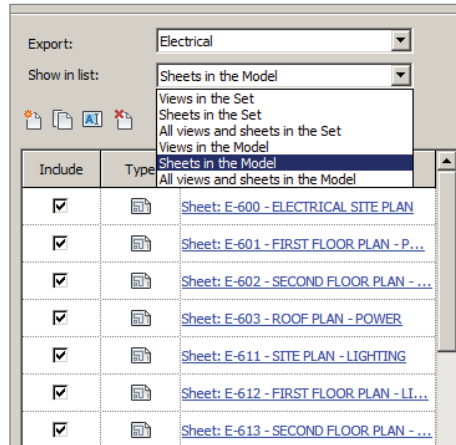 Export: Electrical
Show in list: Sheets in the Model
Views in the Set
Sheets in the Set
All views and sheets in the Set
Views in the Model
Sheets in the Model
All views and sheets in the Model
AI
Include Type
Sheet: E-600 - ELECTRICAL SITE PLAN
Sheet: E-601 - FIRST FLOOR PLAN - P...
Sheet: E-602 - SECOND FLOOR PLAN - ...
Sheet: E-603 - ROOF PLAN - POWER
Sheet: E-611 - SITE PLAN - LIGHTING
Sheet: E-612 - FIRST FLOOR PLAN - LI...
Sheet: E-613 - SECOND FLOOR PLAN - ...